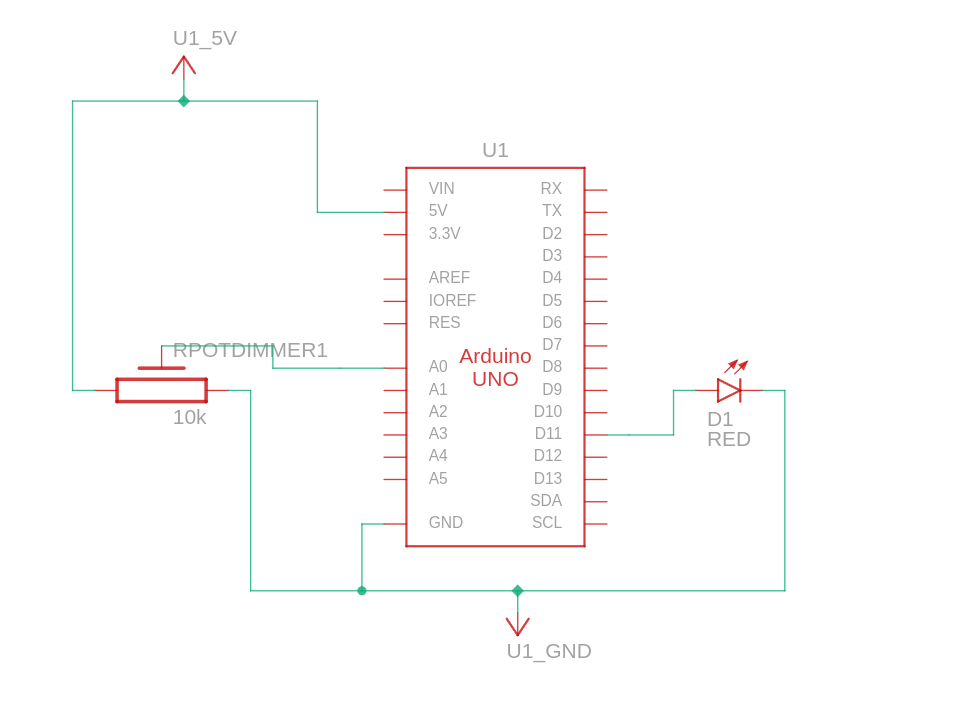 U1_5V
U1
VIN
5V
3.3V
AREF
IOREF
RES
A0
A1
A2
A3
A4
A5
GND
RX
TX
D2
D3
D4
D5
D6
D7
D8
D9
D10
D11
D12
D13
SDA
SCL
Arduino
UNO
RPOTDIMMER1
10k
D1
RED
U1_GND